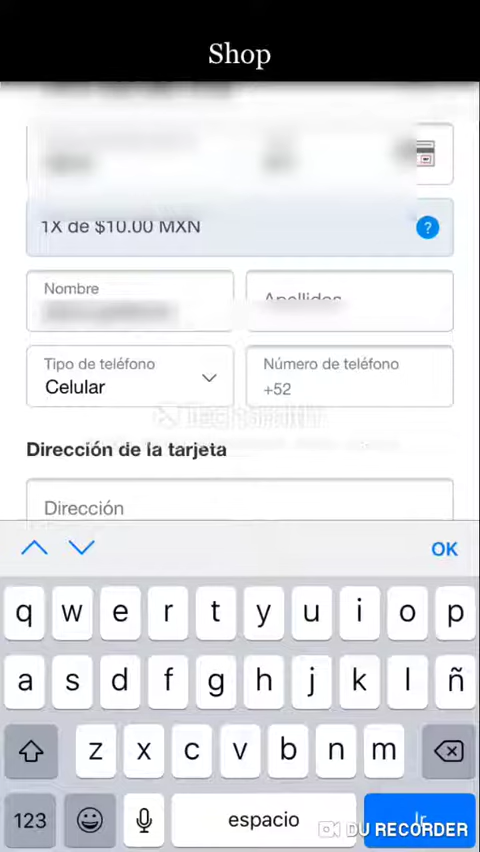 Shop
1X de $10.00 MXN
?
Nombre
Apellidos
Tipo de teléfono
Número de teléfono
Celular
+52
Dirección de la tarjeta
Dirección
OK
q w e r t y u i o p
a s d f g h j k l ñ
z x c v b n m
123 espacio Ir
DU RECORDER